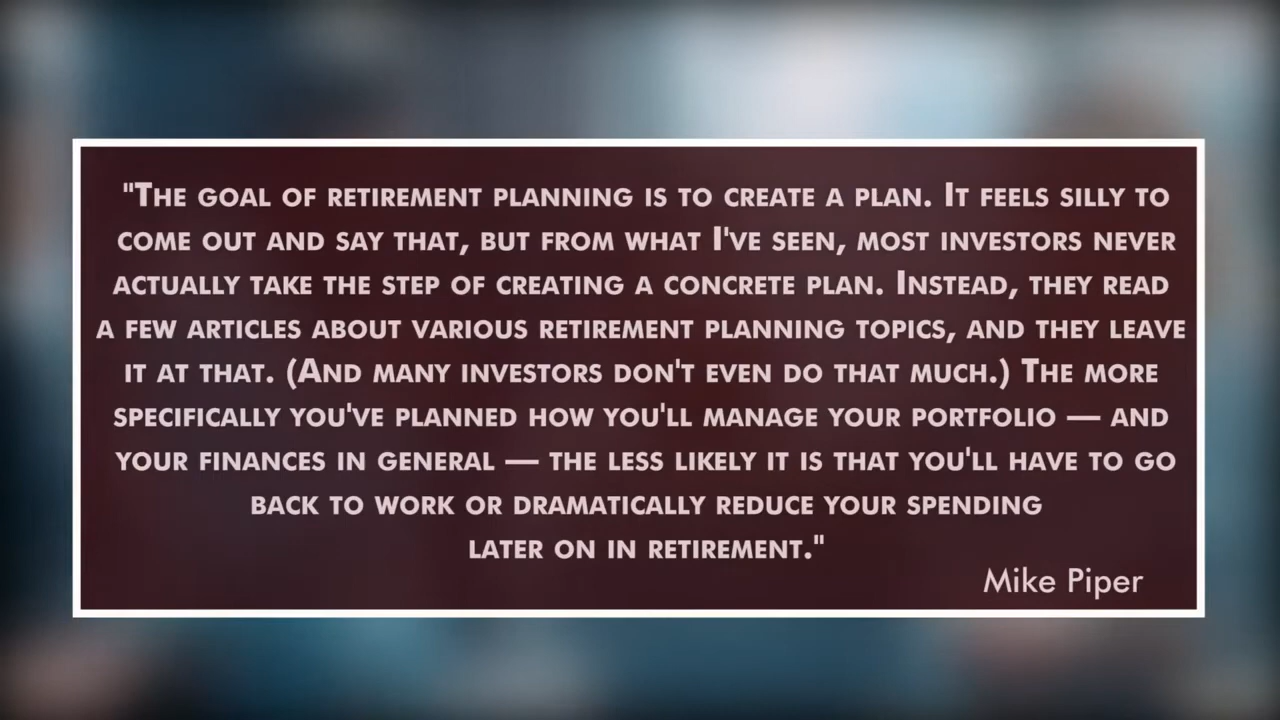 "The goal of retirement planning is to create a plan. It feels silly to
come out and say that, but from what I've seen, most investors never
actually take the step of creating a concrete plan. Instead, they read
a few articles about various retirement planning topics, and they leave
it at that. (And many investors don't even do that much.) The more
specifically you've planned how you'll manage your portfolio — and
your finances in general — the less likely it is that you'll have to go
back to work or dramatically reduce your spending
later on in retirement."
Mike Piper